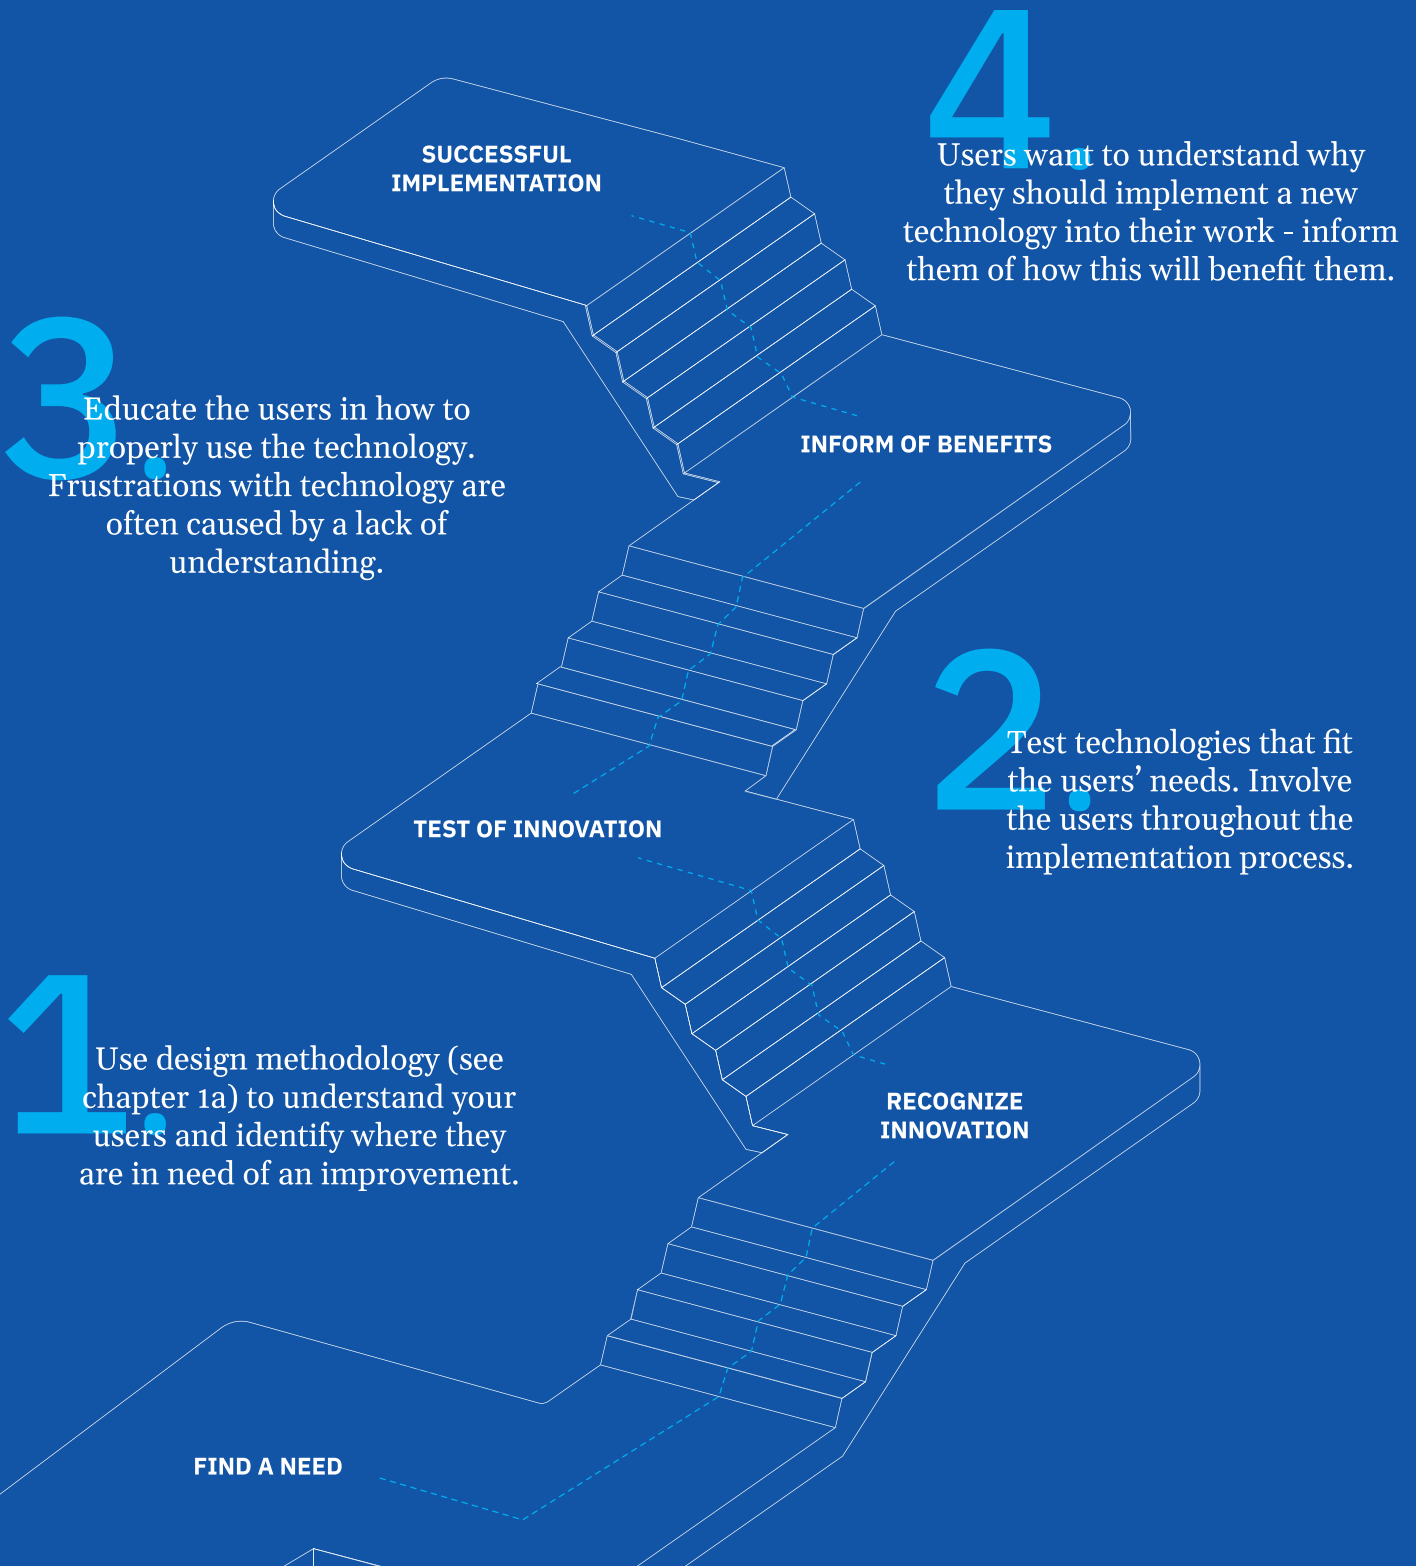 4.
Users want to understand why
they should implement a new
technology into their work - inform
them of how this will benefit them.
SUCCESSFUL
IMPLEMENTATION
3.
Educate the users in how to
properly use the technology.
Frustrations with technology are
often caused by a lack of
understanding.
INFORM OF BENEFITS
2.
Test technologies that fit
the users’ needs. Involve
the users throughout the
implementation process.
TEST OF INNOVATION
1.
Use design methodology (see
chapter 1a) to understand your
users and identify where they
are in need of an improvement.
RECOGNIZE
INNOVATION
FIND A NEED